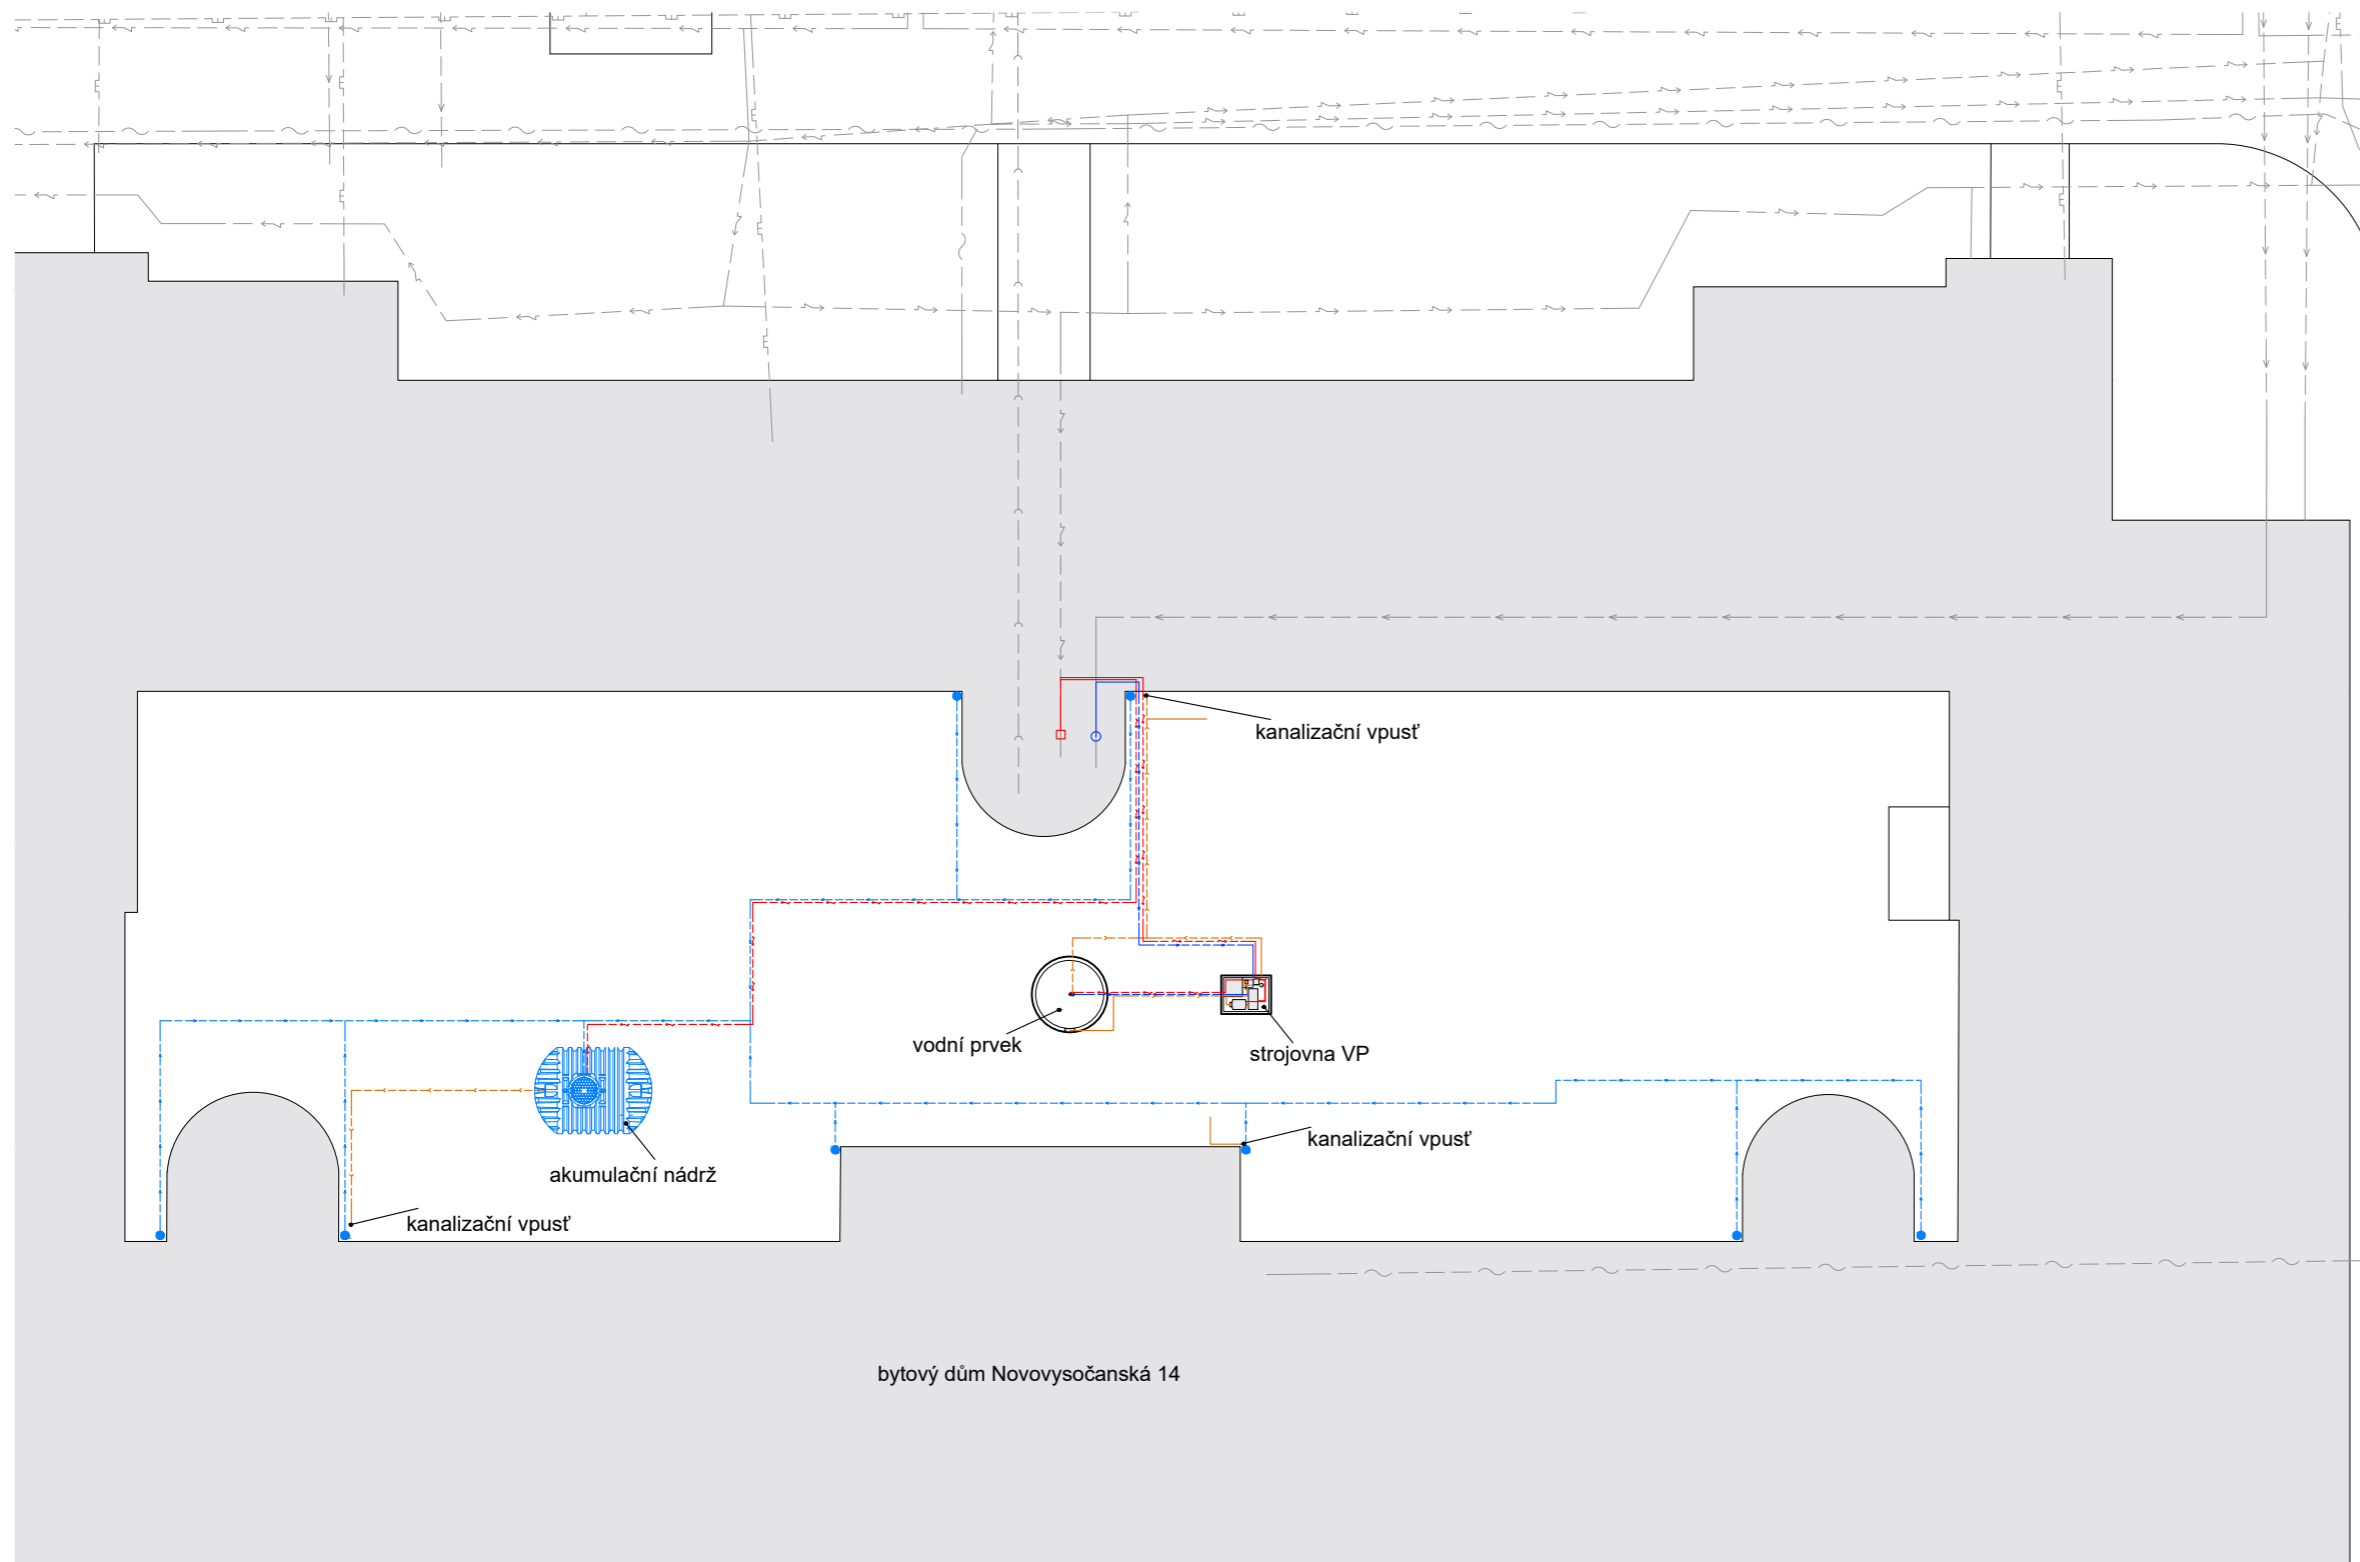 kanalizační vpusť
vodní prvek
strojovna VP
kanalizační vpusť
akumulační nádrž
kanalizační vpusť
bytový dům Novovysočanská 14